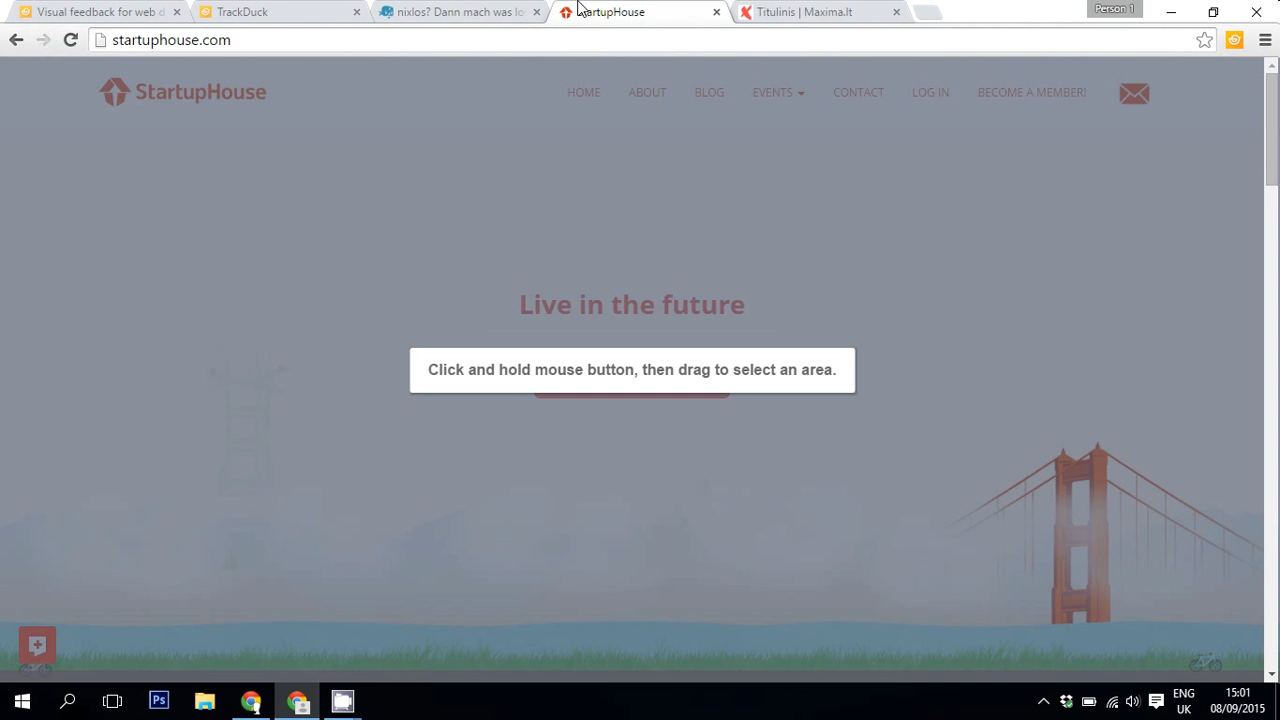 Visual feedback for web d
TrackDuck
nixlos? Dann mach was lo
StartupHouse
Titulinis | Maxima.lt
Person 1
startuphouse.com
StartupHouse
HOME
ABOUT
BLOG
EVENTS
CONTACT
LOG IN
BECOME A MEMBER!
Live in the future
Click and hold mouse button, then drag to select an area.
Ps
ENG
UK
15:01
08/09/2015